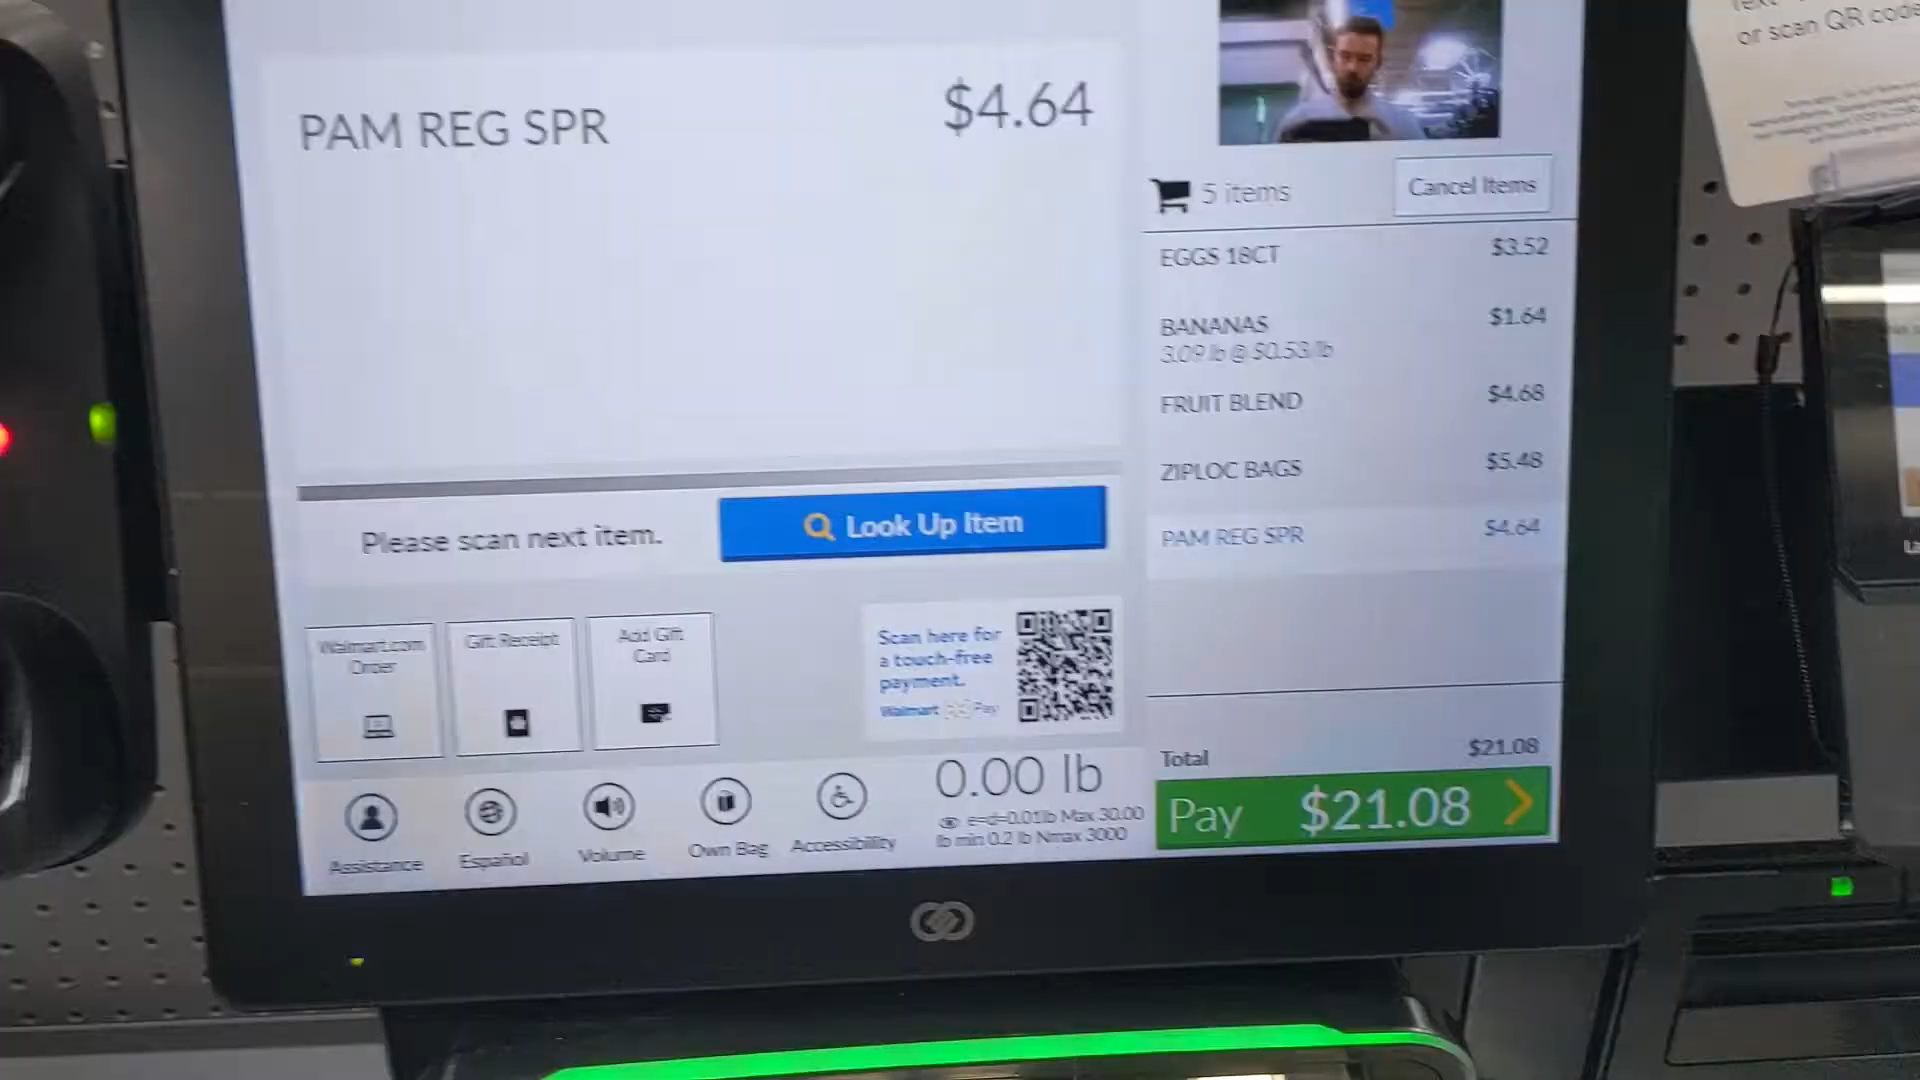 PAM REG SPR $4.64
5 items Cancel Items
EGGS 18CT $3.52
BANANAS $1.64
3.09 lb @ $0.53/lb
FRUIT BLEND $4.68
ZIPLOC BAGS $5.48
PAM REG SPR $4.64
Please scan next item. Look Up Item
Walmart.com
Order
Gift Receipt
Add Gift
Card
Scan here for
a touch-free
payment.
Walmart Pay
Assistance
Español
Volume
Own Bag
Accessibility
0.00 lb
e=d=0.01lb Max 30.00
lb min 0.2 lb Nmax 3000
Total $21.08
Pay $21.08
or scan QR code